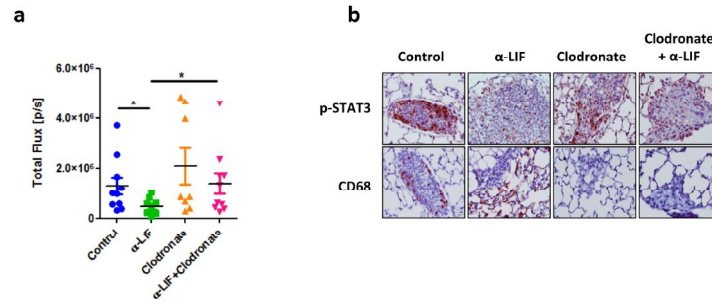 a
6.0×10⁶
4.0×10⁶
2.0×10⁶
0
Total Flux [p/s]
*
*
Control
α-LIF
Clodronate
α-LIF+Clodronate
b
Control
α-LIF
Clodronate
Clodronate
+ α-LIF
p-STAT3
CD68